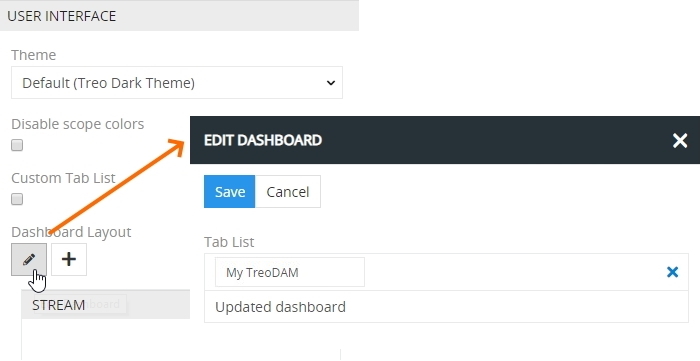 USER INTERFACE
Theme
Default (Treo Dark Theme)
Disable scope colors
Custom Tab List
Dashboard Layout
STREAM
EDIT DASHBOARD
Save
Cancel
Tab List
My TreoDAM
Updated dashboard